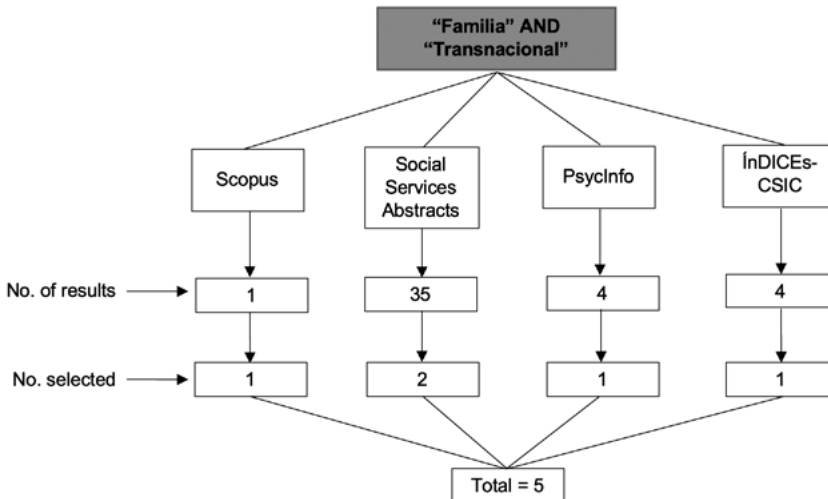 “Familia” AND
“Transnacional”
Scopus
Social
Services
Abstracts
PsycInfo
ÍnDICEs-
CSIC
No. of results
1
35
4
4
No. selected
1
2
1
1
Total = 5